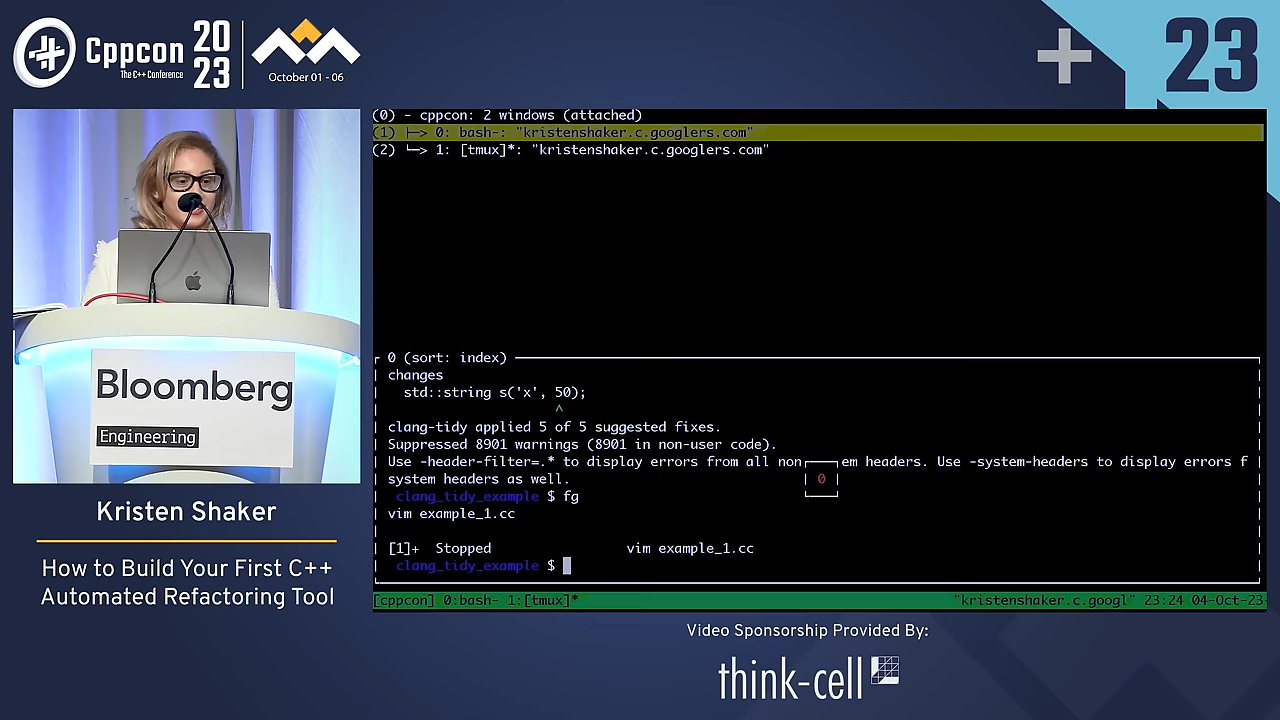 Cppcon
The C++ Conference
20
23
October 01 - 06
23
(0) - cppcon: 2 windows (attached)
(1) ├─> 0: bash-: "kristenshaker.c.googlers.com"
(2) └─> 1: [tmux]*: "kristenshaker.c.googlers.com"
0 (sort: index)
changes
std::string s('x', 50);
^
clang-tidy applied 5 of 5 suggested fixes.
Suppressed 8901 warnings (8901 in non-user code).
Use -header-filter=.* to display errors from all non em headers. Use -system-headers to display errors f
system headers as well.
0
clang_tidy_example $ fg
vim example_1.cc
[1]+  Stopped                 vim example_1.cc
clang_tidy_example $
[cppcon] 0:bash- 1:[tmux]* "kristenshaker.c.googl" 23:24 04-Oct-23
Bloomberg
Engineering
Kristen Shaker
How to Build Your First C++
Automated Refactoring Tool
Video Sponsorship Provided By:
think-cell